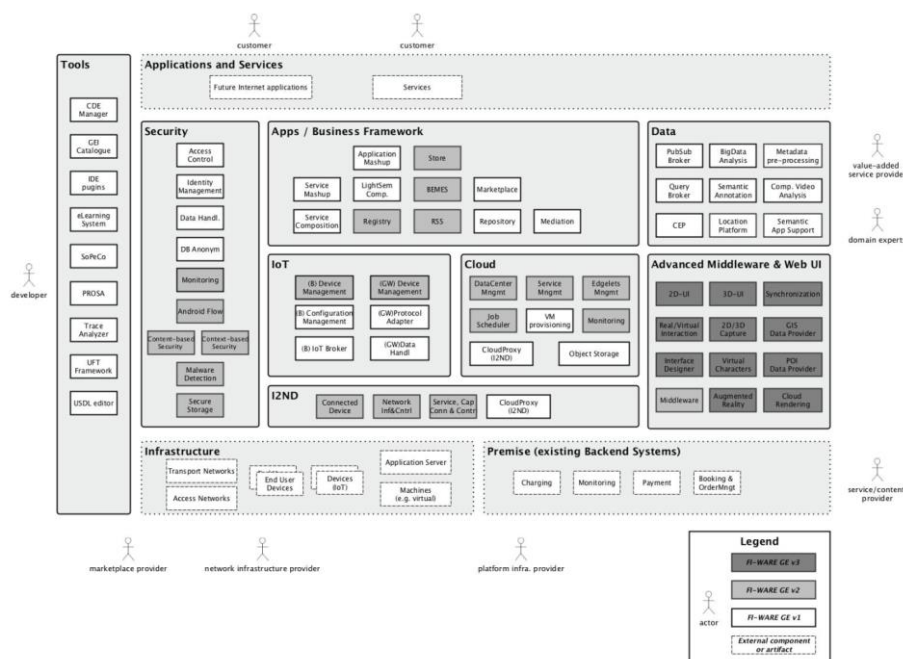 customer
customer
Tools
CDE
Manager
GEI
Catalogue
IDE
pugins
eLearning
System
SoPeCo
PROSA
Trace
Analyzer
UFT
Framework
USDL editor
Applications and Services
Future Internet applications
Services
Security
Access
Control
Identity
Management
Data Handl.
DB Anonym
Monitoring
Android Flow
Content-based
Security
Context-based
Security
Malware
Detection
Secure
Storage
Apps / Business Framework
Application
Mashup
Store
Service
Mashup
LightSem
Comp.
BEMES
Marketplace
Service
Composition
Registry
RSS
Repository
Mediation
Data
PubSub
Broker
BigData
Analysis
Metadata
pre-processing
Query
Broker
Semantic
Annotation
Comp. Video
Analysis
CEP
Location
Platform
Semantic
App Support
value-added
service provider
domain expert
developer
IoT
(B) Device
Management
(GW) Device
Management
(B) Configuration
Management
(GW)Protocol
Adapter
(B) IoT Broker
(GW)Data
Handl
Cloud
DataCenter
Mngmt
Service
Mngmt
Edgelets
Mngmt
Job
Scheduler
VM
provisioning
Monitoring
CloudProxy
(I2ND)
Object Storage
Advanced Middleware & Web UI
2D-UI
3D-UI
Synchronization
Real/Virtual
Interaction
2D/3D
Capture
GIS
Data Provider
Interface
Designer
Virtual
Characters
POI
Data Provider
Middleware
Augmented
Reality
Cloud
Rendering
I2ND
Connected
Device
Network
Inf&Cntrl
Service, Cap
Conn & Contr
CloudProxy
(I2ND)
Infrastructure
Transport Networks
Access Networks
End User
Devices
Devices
(IoT)
Application Server
Machines
(e.g. virtual)
Premise (existing Backend Systems)
Charging
Monitoring
Payment
Booking &
OrderMngt
service/content
provider
marketplace provider
network infrastructure provider
platform infra. provider
Legend
FI-WARE GE v3
FI-WARE GE v2
actor
FI-WARE GE v1
External component
or artifact